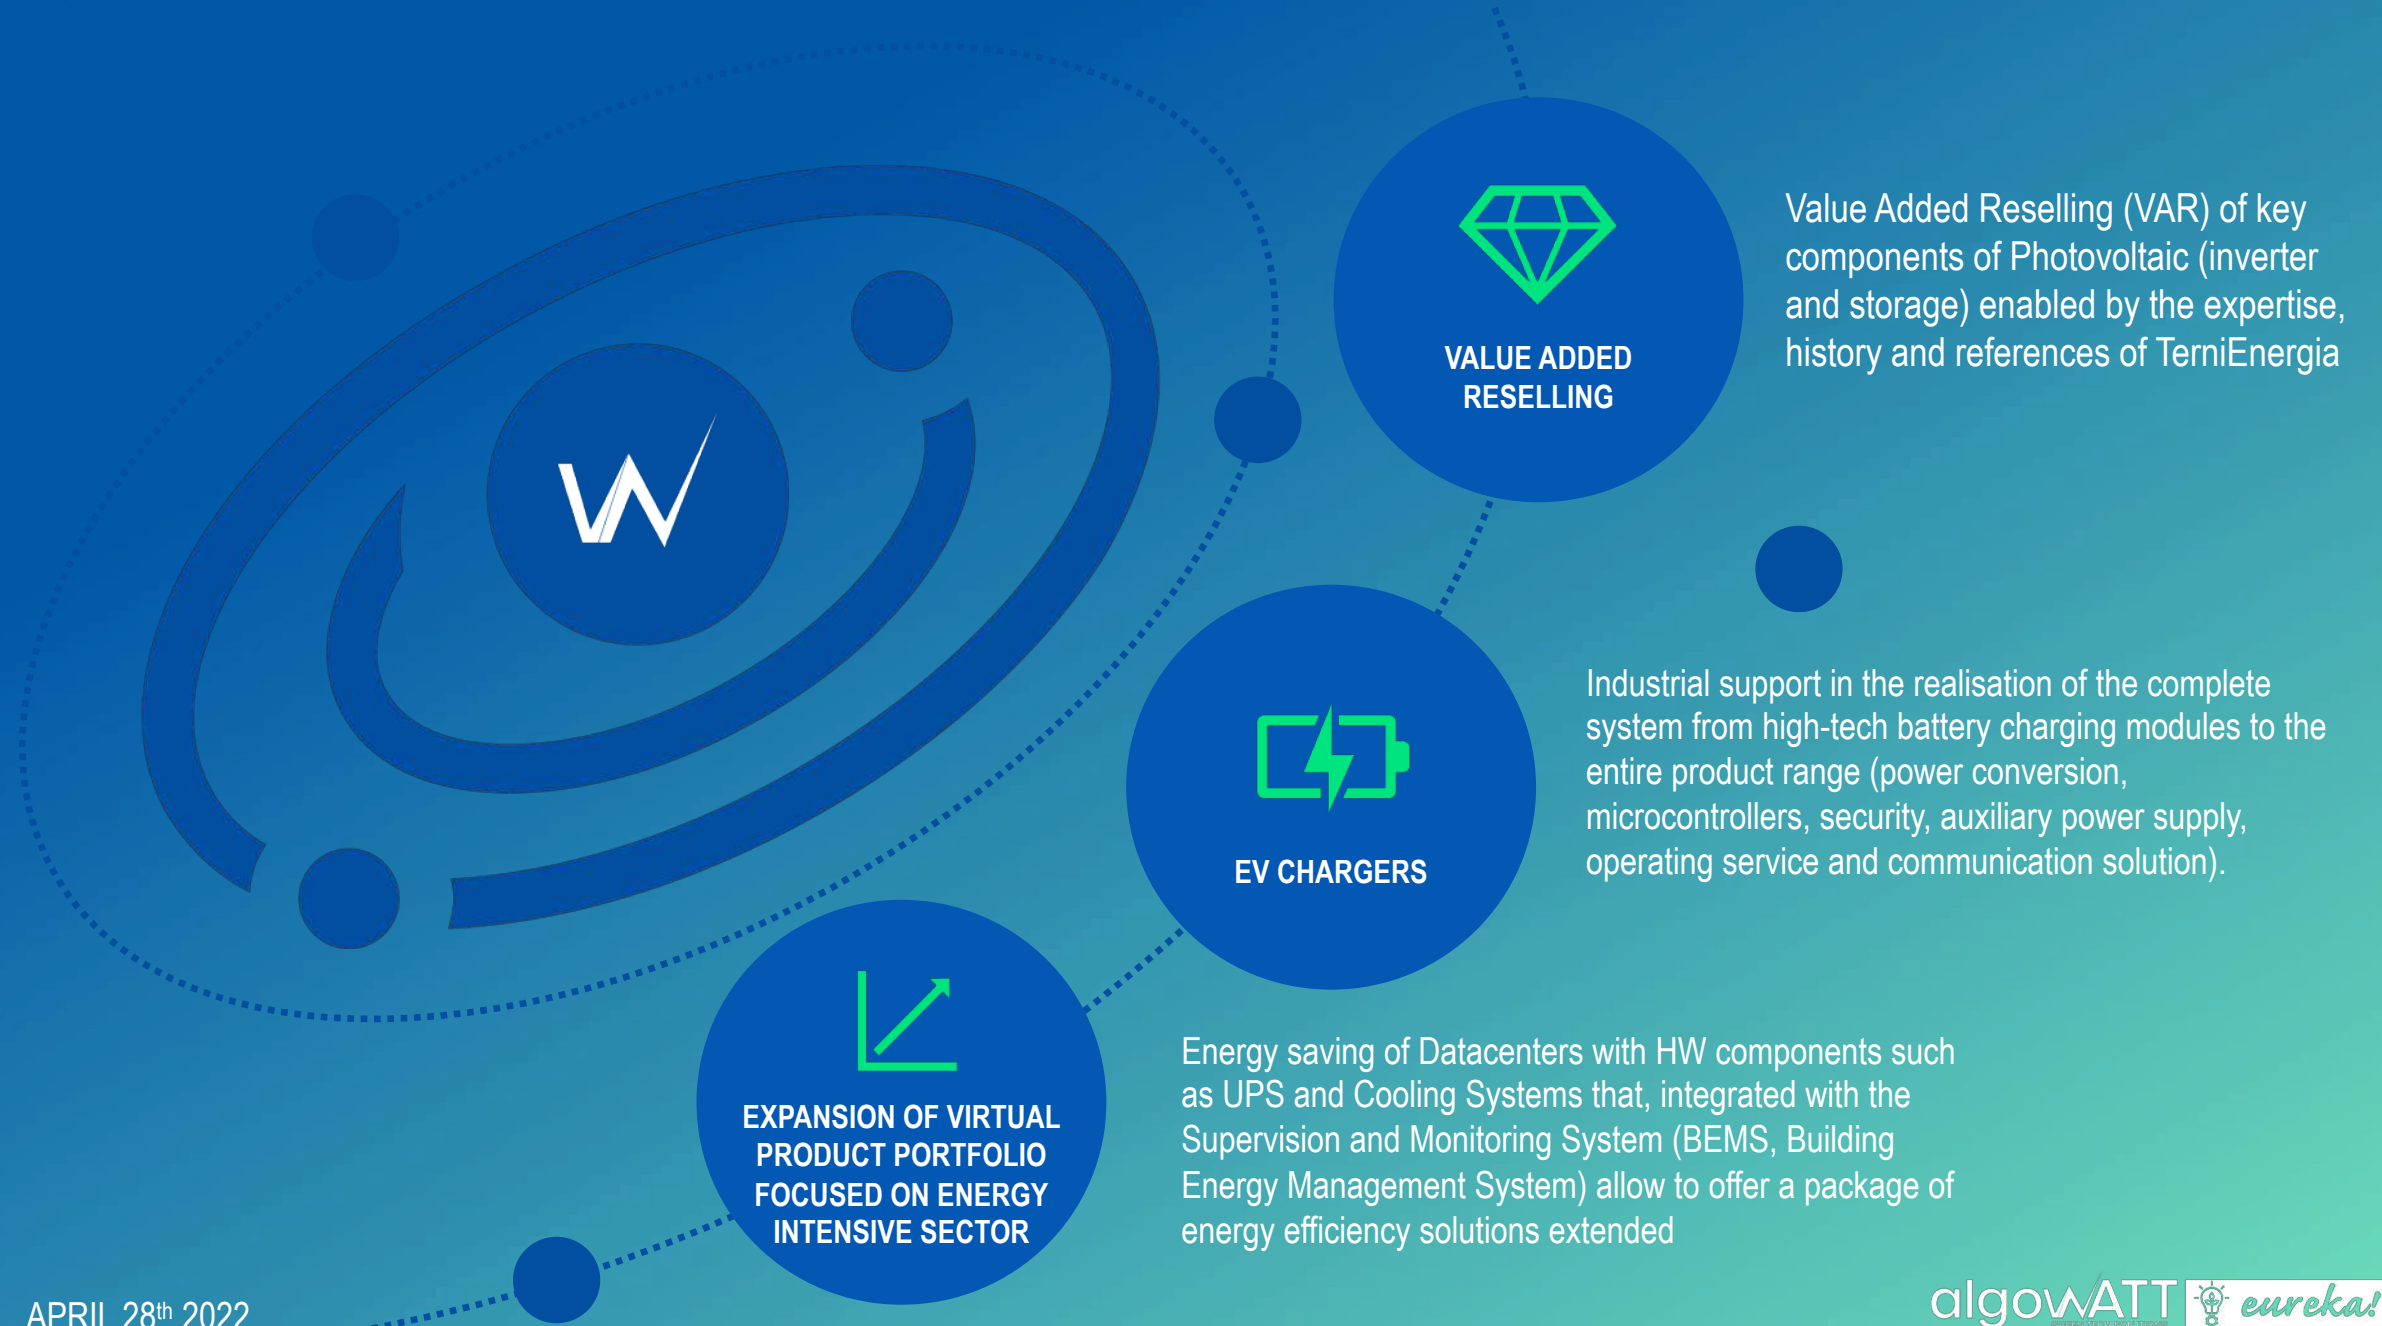 VALUE ADDED
RESELLING
Value Added Reselling (VAR) of key
components of Photovoltaic (inverter
and storage) enabled by the expertise,
history and references of TerniEnergia
EV CHARGERS
Industrial support in the realisation of the complete
system from high-tech battery charging modules to the
entire product range (power conversion,
microcontrollers, security, auxiliary power supply,
operating service and communication solution).
EXPANSION OF VIRTUAL
PRODUCT PORTFOLIO
FOCUSED ON ENERGY
INTENSIVE SECTOR
Energy saving of Datacenters with HW components such
as UPS and Cooling Systems that, integrated with the
Supervision and Monitoring System (BEMS, Building
Energy Management System) allow to offer a package of
energy efficiency solutions extended
APRIL 28th 2022
algoWATT
eureka!